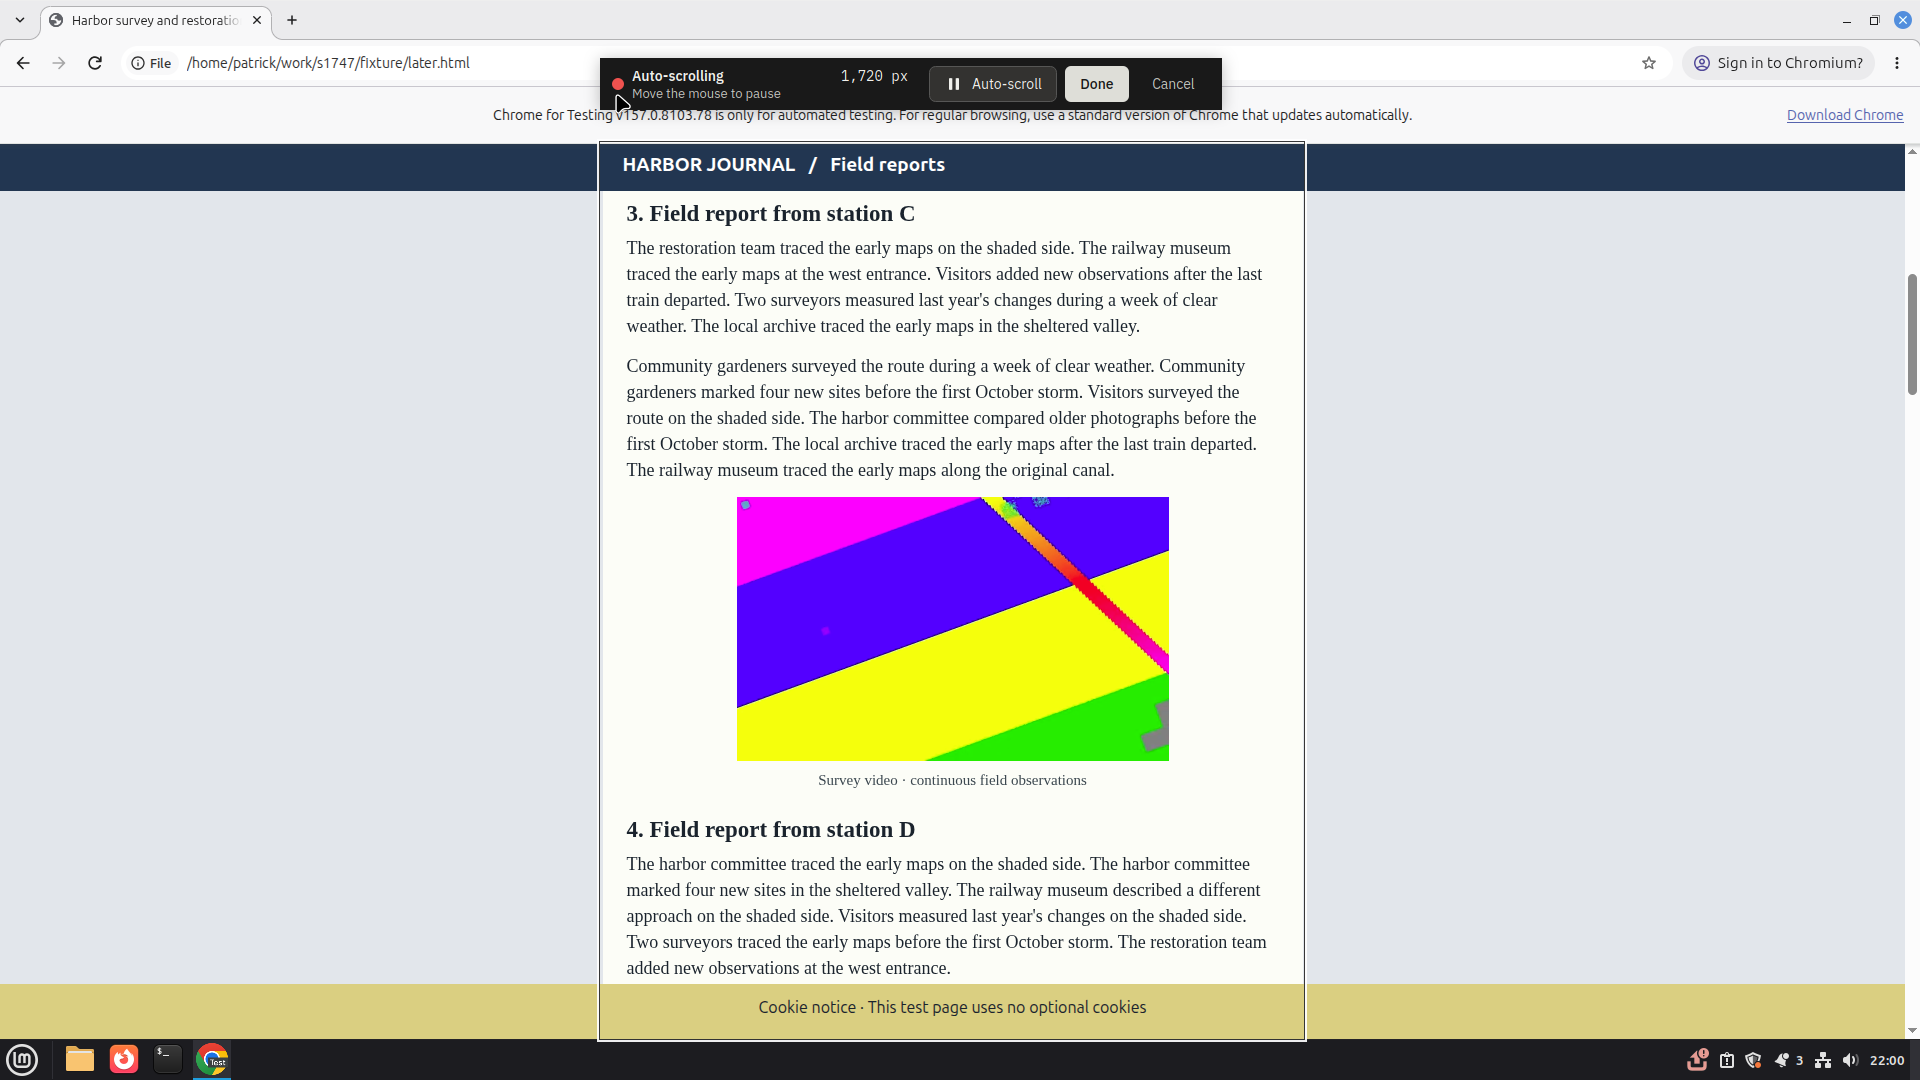 Harbor survey and restoratio
File
/home/patrick/work/s1747/fixture/later.html
Sign in to Chromium?
Auto-scrolling
Move the mouse to pause
1,720 px
Auto-scroll
Done
Cancel
Chrome for Testing v157.0.8103.78 is only for automated testing. For regular browsing, use a standard version of Chrome that updates automatically.
Download Chrome
HARBOR JOURNAL / Field reports
3. Field report from station C
The restoration team traced the early maps on the shaded side. The railway museum
traced the early maps at the west entrance. Visitors added new observations after the last
train departed. Two surveyors measured last year's changes during a week of clear
weather. The local archive traced the early maps in the sheltered valley.
Community gardeners surveyed the route during a week of clear weather. Community
gardeners marked four new sites before the first October storm. Visitors surveyed the
route on the shaded side. The harbor committee compared older photographs before the
first October storm. The local archive traced the early maps after the last train departed.
The railway museum traced the early maps along the original canal.
Survey video · continuous field observations
4. Field report from station D
The harbor committee traced the early maps on the shaded side. The harbor committee
marked four new sites in the sheltered valley. The railway museum described a different
approach on the shaded side. Visitors measured last year's changes on the shaded side.
Two surveyors traced the early maps before the first October storm. The restoration team
added new observations at the west entrance.
Cookie notice · This test page uses no optional cookies
Test
3
22:00